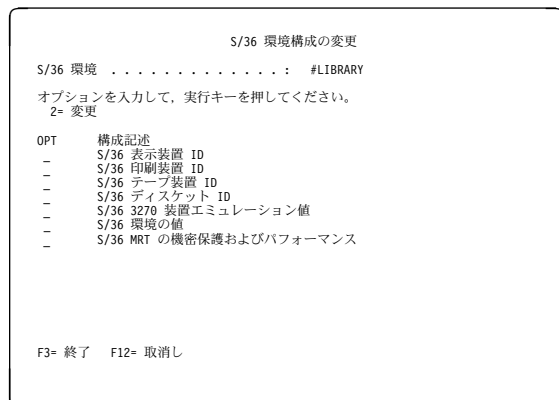 S/36 環境構成の変更
S/36 環境 . . . . . . . . . . . . . : #LIBRARY
オプションを入力して, 実行キーを押してください。
2= 変更
OPT 構成記述
_ S/36 表示装置 ID
_ S/36 印刷装置 ID
_ S/36 テープ装置 ID
_ S/36 ディスケット ID
_ S/36 3270 装置エミュレーション値
_ S/36 環境の値
_ S/36 MRT の機密保護およびパフォーマンス
F3= 終了 F12= 取消し